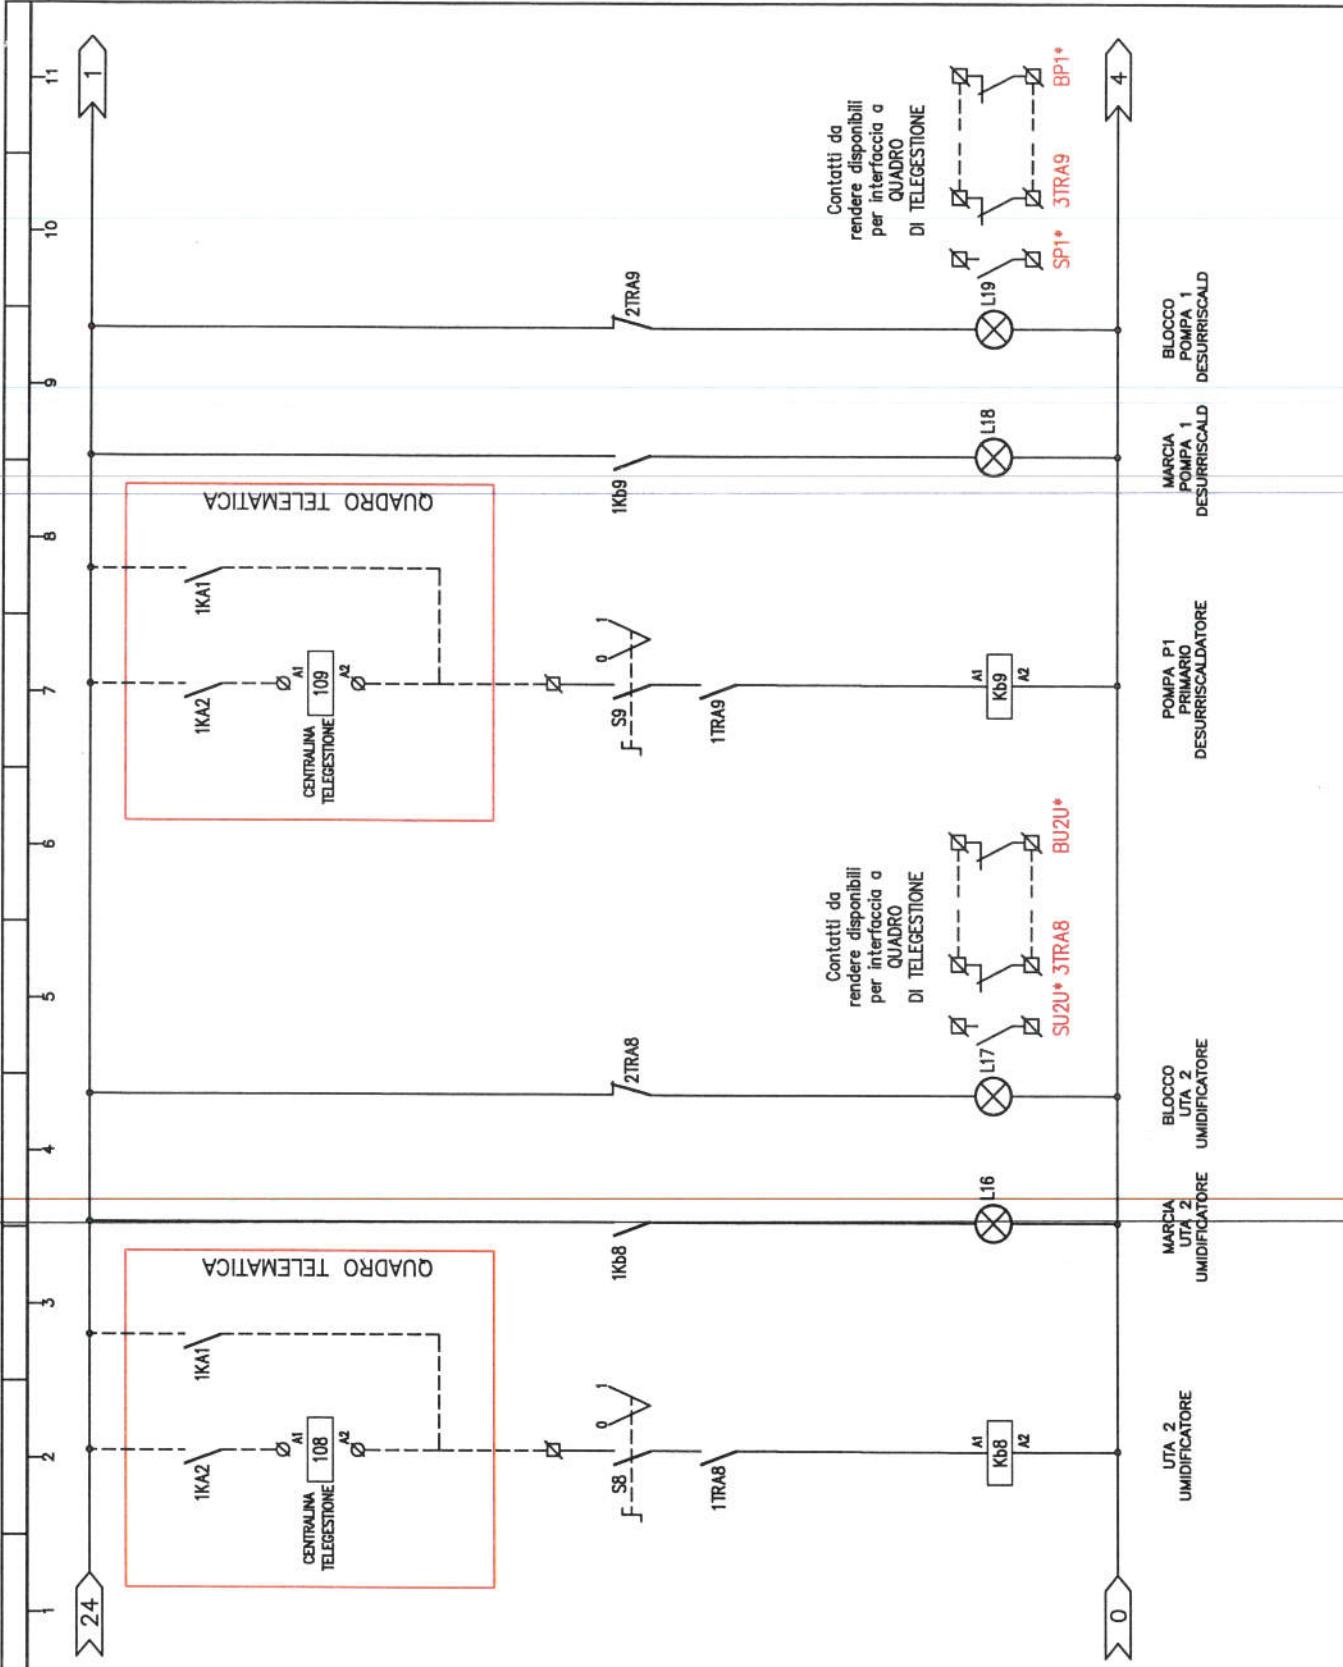 1
2
3
4
5
6
7
8
9
10
11
24
1
QUADRO TELEMATICA
1KA2
1KA1
CENTRALINA
TELEGESTIONE
A1
108
A2
S8
0
1
1TRA8
A1
Kb8
A2
UTA 2
UMIDIFICATORE
1Kb8
L16
MARCIA
UTA 2
UMIDIFICATORE
2TRA8
L17
BLOCCO
UTA 2
UMIDIFICATORE
Contatti da
rendere disponibili
per interfaccia a
QUADRO
DI TELEGESTIONE
SU2U* 3TRA8 BU2U*
QUADRO TELEMATICA
1KA2
1KA1
CENTRALINA
TELEGESTIONE
A1
109
A2
S9
0
1
1TRA9
A1
Kb9
A2
POMPA P1
PRIMARIO
DESURRISCALDATORE
1Kb9
L18
MARCIA
POMPA 1
DESURRISCALD
2TRA9
L19
BLOCCO
POMPA 1
DESURRISCALD
Contatti da
rendere disponibili
per interfaccia a
QUADRO
DI TELEGESTIONE
SP1* 3TRA9 BP1*
0
4